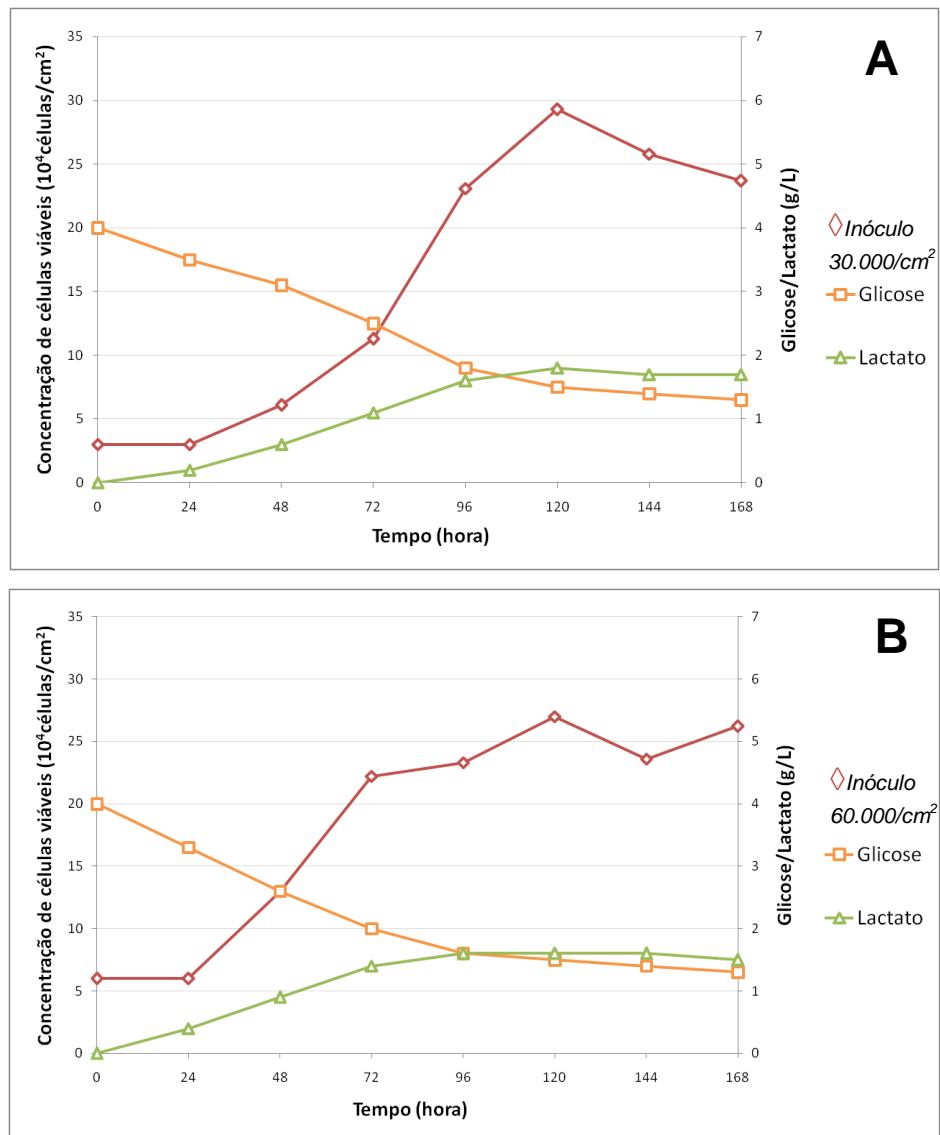 A
35
30
25
20
15
10
5
0
7
6
5
4
3
2
1
0
0 24 48 72 96 120 144 168
Concentração de células viáveis (10⁴células/cm²)
Glicose/Lactato (g/L)
Tempo (hora)
Inóculo
30.000/cm²
Glicose
Lactato
B
35
30
25
20
15
10
5
0
7
6
5
4
3
2
1
0
0 24 48 72 96 120 144 168
Concentração de células viáveis (10⁴células/cm²)
Glicose/Lactato (g/L)
Tempo (hora)
Inóculo
60.000/cm²
Glicose
Lactato